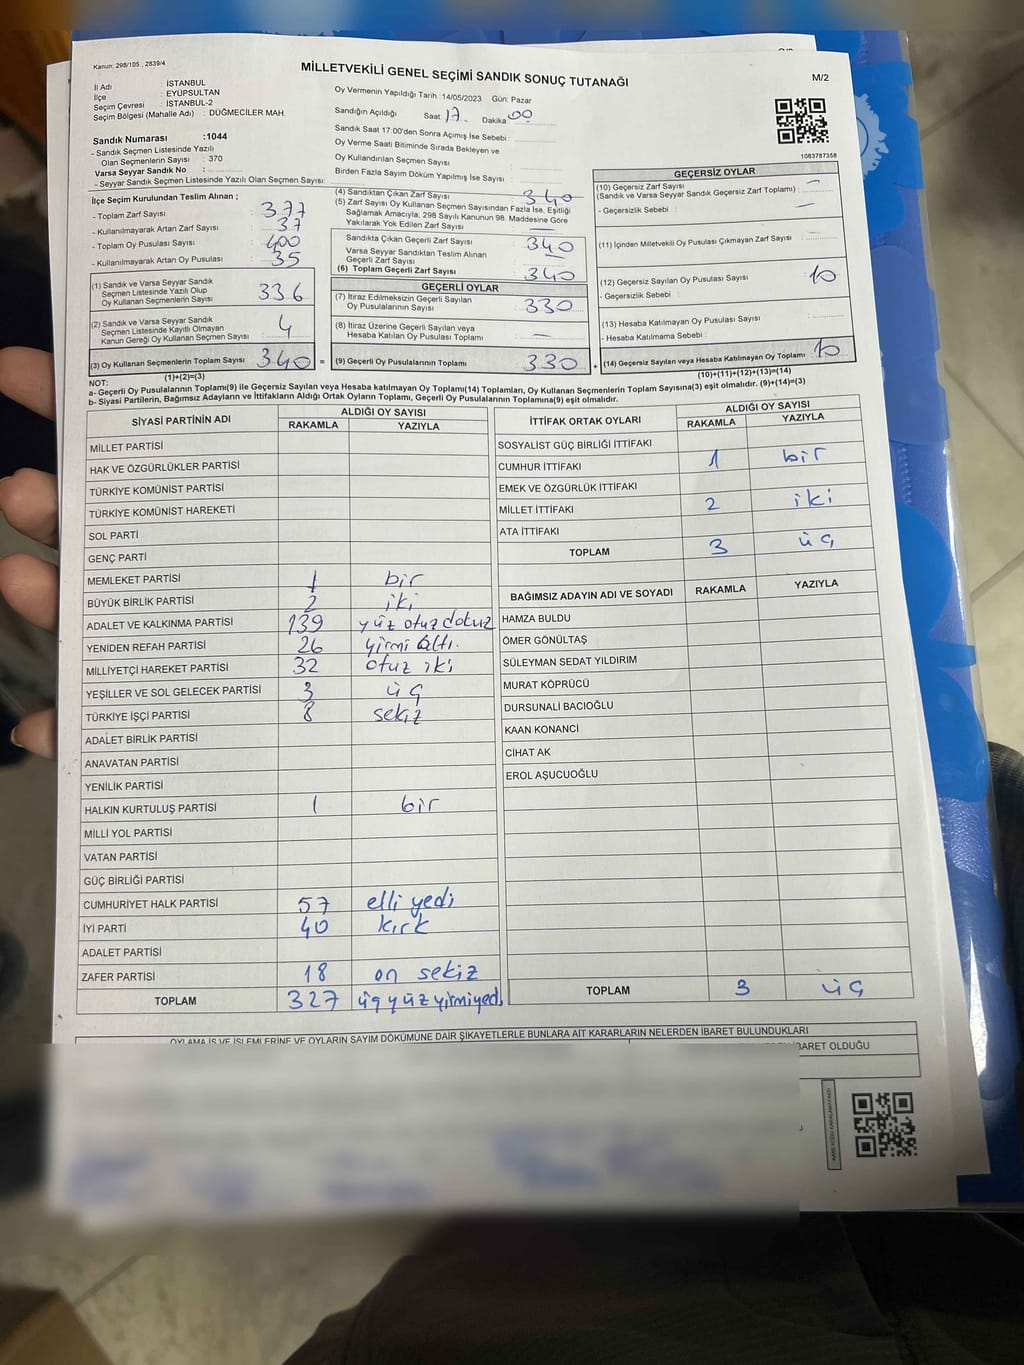 Kanun: 298/105 , 2839/4
MİLLETVEKİLİ GENEL SEÇİMİ SANDIK SONUÇ TUTANAĞI
M/2
İl Adı : İSTANBUL
İlçe : EYÜPSULTAN
Seçim Çevresi : İSTANBUL-2
Seçim Bölgesi (Mahalle Adı) : DÜĞMECİLER MAH.
Sandık Numarası :1044
- Sandık Seçmen Listesinde Yazılı
Olan Seçmenlerin Sayısı : 370
Varsa Seyyar Sandık No :
- Seyyar Sandık Seçmen Listesinde Yazılı Olan Seçmen Sayısı:
Oy Vermenin Yapıldığı Tarih :14/05/2023 Gün: Pazar
Sandığın Açıldığı Saat 17. Dakika 00
Sandık Saat 17:00'den Sonra Açımış İse Sebebi :
Oy Verme Saati Bitiminde Sırada Bekleyen ve
Oy Kullandırılan Seçmen Sayısı :
Birden Fazla Sayım Döküm Yapılmış İse Sayısı :
1083787358
İlçe Seçim Kurulundan Teslim Alınan ;
- Toplam Zarf Sayısı : 377
- Kullanılmayarak Artan Zarf Sayısı : 37
- Toplam Oy Pusulası Sayısı : 400
- Kullanılmayarak Artan Oy Pusulası : 35
(1) Sandık ve Varsa Seyyar Sandık
Seçmen Listesinde Yazılı Olup
Oy Kullanan Seçmenlerin Sayısı : 336
(2) Sandık ve Varsa Seyyar Sandık
Seçmen Listesinde Kayıtlı Olmayan
Kanun Gereği Oy Kullanan Seçmen Sayısı : 4
(3) Oy Kullanan Seçmenlerin Toplam Sayısı : 340 =
(1)+(2)=(3)
(4) Sandıktan Çıkan Zarf Sayısı : 340
(5) Zarf Sayısı Oy Kullanan Seçmen Sayısından Fazla İse, Eşitliği
Sağlamak Amacıyla, 298 Sayılı Kanunun 98. Maddesine Göre
Yakılarak Yok Edilen Zarf Sayısı : —
Sandıkta Çıkan Geçerli Zarf Sayısı : 340
Varsa Seyyar Sandıktan Teslim Alınan
Geçerli Zarf Sayısı : —
(6) Toplam Geçerli Zarf Sayısı : 340
GEÇERLİ OYLAR
(7) İtiraz Edilmeksizin Geçerli Sayılan
Oy Pusulalarının Sayısı : 330
(8) İtiraz Üzerine Geçerli Sayılan veya
Hesaba Katılan Oy Pusulası Toplamı : —
(9) Geçerli Oy Pusulalarının Toplamı : 330 +
GEÇERSİZ OYLAR
(10) Geçersiz Zarf Sayısı
(Sandık ve Varsa Seyyar Sandık Geçersiz Zarf Toplamı) : —
- Geçersizlik Sebebi : —
(11) İçinden Milletvekili Oy Pusulası Çıkmayan Zarf Sayısı : —
(12) Geçersiz Sayılan Oy Pusulası Sayısı : 10
- Geçersizlik Sebebi :
(13) Hesaba Katılmayan Oy Pusulası Sayısı :
- Hesaba Katılmama Sebebi :
(14) Geçersiz Sayılan veya Hesaba Katılmayan Oy Toplamı : 10
(10)+(11)+(12)+(13)=(14)
NOT:
a- Geçerli Oy Pusulalarının Toplamı(9) ile Geçersiz Sayılan veya Hesaba katılmayan Oy Toplamı(14) Toplamları, Oy Kullanan Seçmenlerin Toplam Sayısına(3) eşit olmalıdır. (9)+(14)=(3)
b- Siyasi Partilerin, Bağımsız Adayların ve İttifakların Aldığı Ortak Oyların Toplamı, Geçerli Oy Pusulalarının Toplamına(9) eşit olmalıdır.
SİYASİ PARTİNİN ADI ALDIĞI OY SAYISI
RAKAMLA YAZIYLA
MİLLET PARTİSİ
HAK VE ÖZGÜRLÜKLER PARTİSİ
TÜRKİYE KOMÜNİST PARTİSİ
TÜRKİYE KOMÜNİST HAREKETİ
SOL PARTİ
GENÇ PARTİ
MEMLEKET PARTİSİ 1 bir
BÜYÜK BİRLİK PARTİSİ 2 iki
ADALET VE KALKINMA PARTİSİ 139 yüz otuz dokuz
YENİDEN REFAH PARTİSİ 26 yirmi altı.
MİLLİYETÇİ HAREKET PARTİSİ 32 otuz iki
YEŞİLLER VE SOL GELECEK PARTİSİ 3 üç
TÜRKİYE İŞÇİ PARTİSİ 8 sekiz
ADALET BİRLİK PARTİSİ
ANAVATAN PARTİSİ
YENİLİK PARTİSİ
HALKIN KURTULUŞ PARTİSİ 1 bir
MİLLİ YOL PARTİSİ
VATAN PARTİSİ
GÜÇ BİRLİĞİ PARTİSİ
CUMHURİYET HALK PARTİSİ 57 elli yedi
İYİ PARTİ 40 kırk
ADALET PARTİSİ
ZAFER PARTİSİ 18 on sekiz
TOPLAM 327 üç yüz yirmiyedi
İTTİFAK ORTAK OYLARI ALDIĞI OY SAYISI
RAKAMLA YAZIYLA
SOSYALİST GÜÇ BİRLİĞİ İTTİFAKI
CUMHUR İTTİFAKI 1 bir
EMEK VE ÖZGÜRLÜK İTTİFAKI
MİLLET İTTİFAKI 2 iki
ATA İTTİFAKI
TOPLAM 3 üç
BAĞIMSIZ ADAYIN ADI VE SOYADI RAKAMLA YAZIYLA
HAMZA BULDU
ÖMER GÖNÜLTAŞ
SÜLEYMAN SEDAT YILDIRIM
MURAT KÖPRÜCÜ
DURSUNALİ BACIOĞLU
KAAN KONANCİ
CİHAT AK
EROL AŞUCUOĞLU
TOPLAM 3 üç
OYLAMA İŞ VE İŞLEMLERİNE VE OYLARIN SAYIM DÖKÜMÜNE DAİR ŞİKAYETLERLE BUNLARA AİT KARARLARIN NELERDEN İBARET BULUNDUKLARI
İBARET OLDUĞU